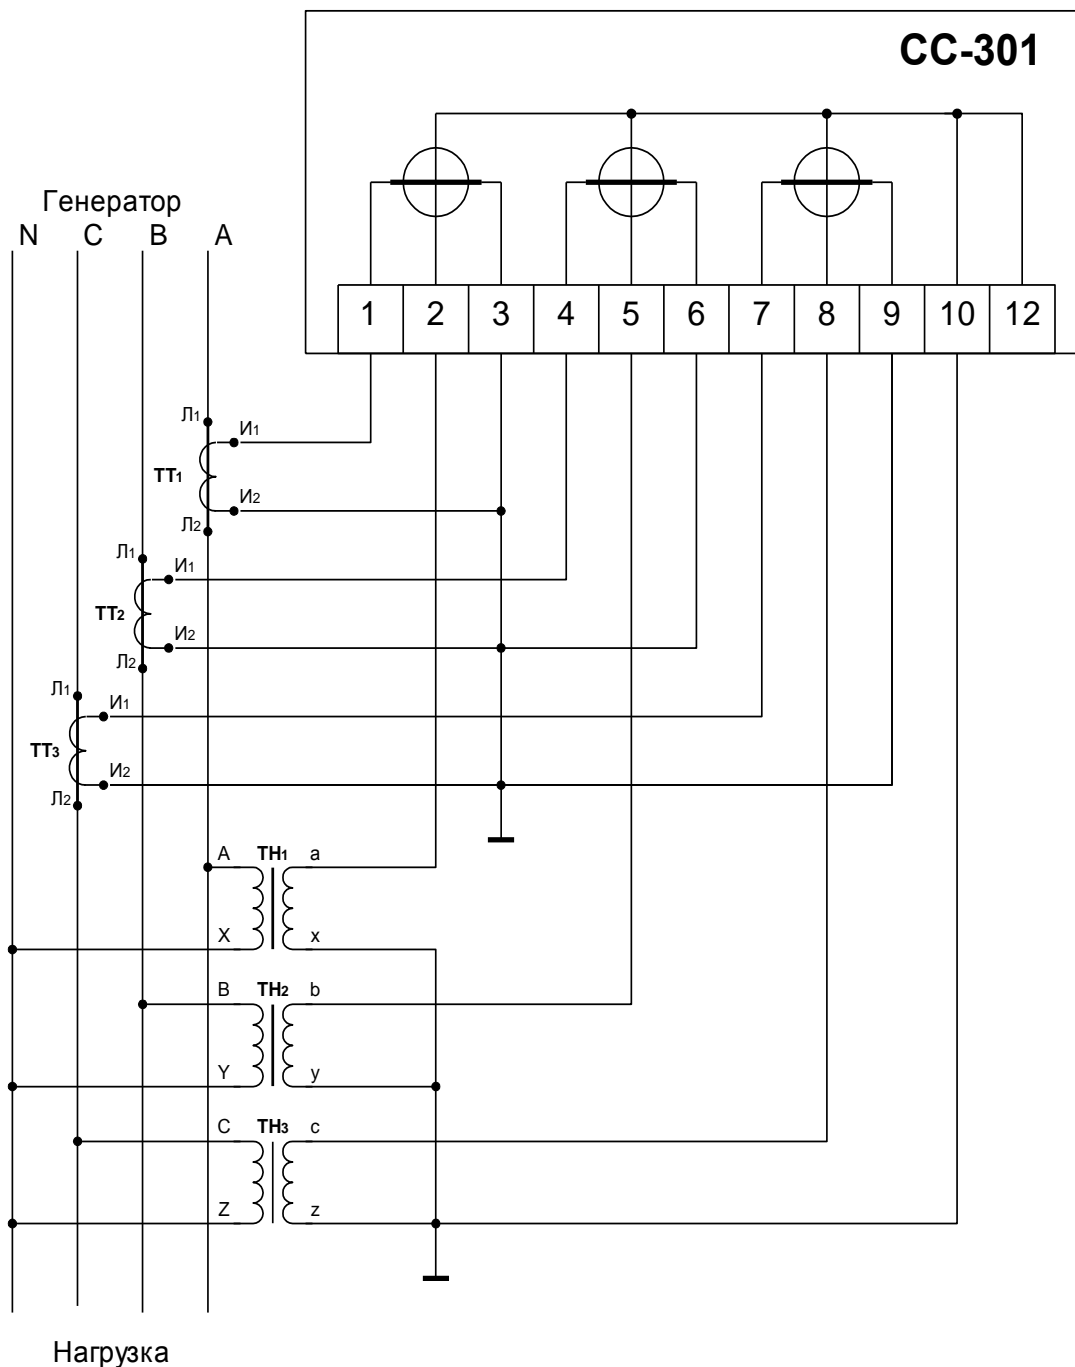 СС-301
Генератор
N C B A
1 2 3 4 5 6 7 8 9 10 12
Л1
И1
ТТ1
И2
Л2
Л1
И1
ТТ2
И2
Л2
Л1
И1
ТТ3
И2
Л2
A ТН1 a
X x
B ТН2 b
Y y
C ТН3 c
Z z
Нагрузка